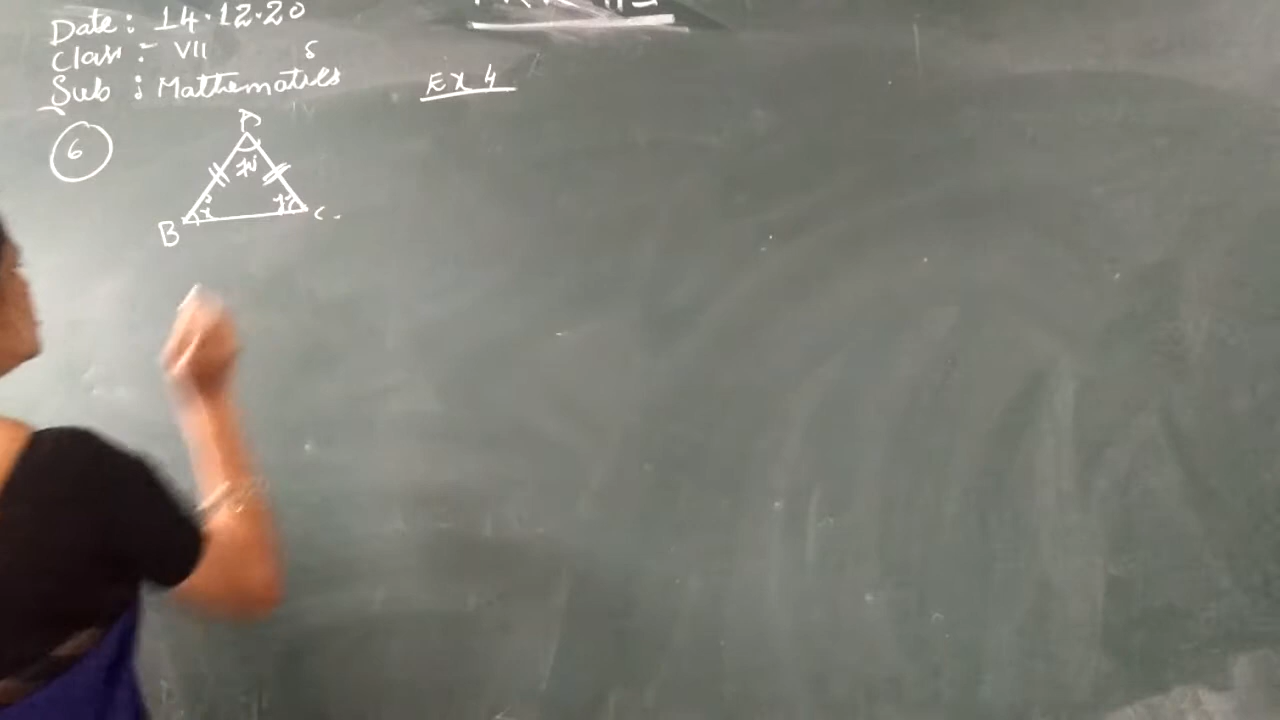 Date: 14.12.20
Class :- VII
Sub : Mathematics
Ex 4
6
A
B
C